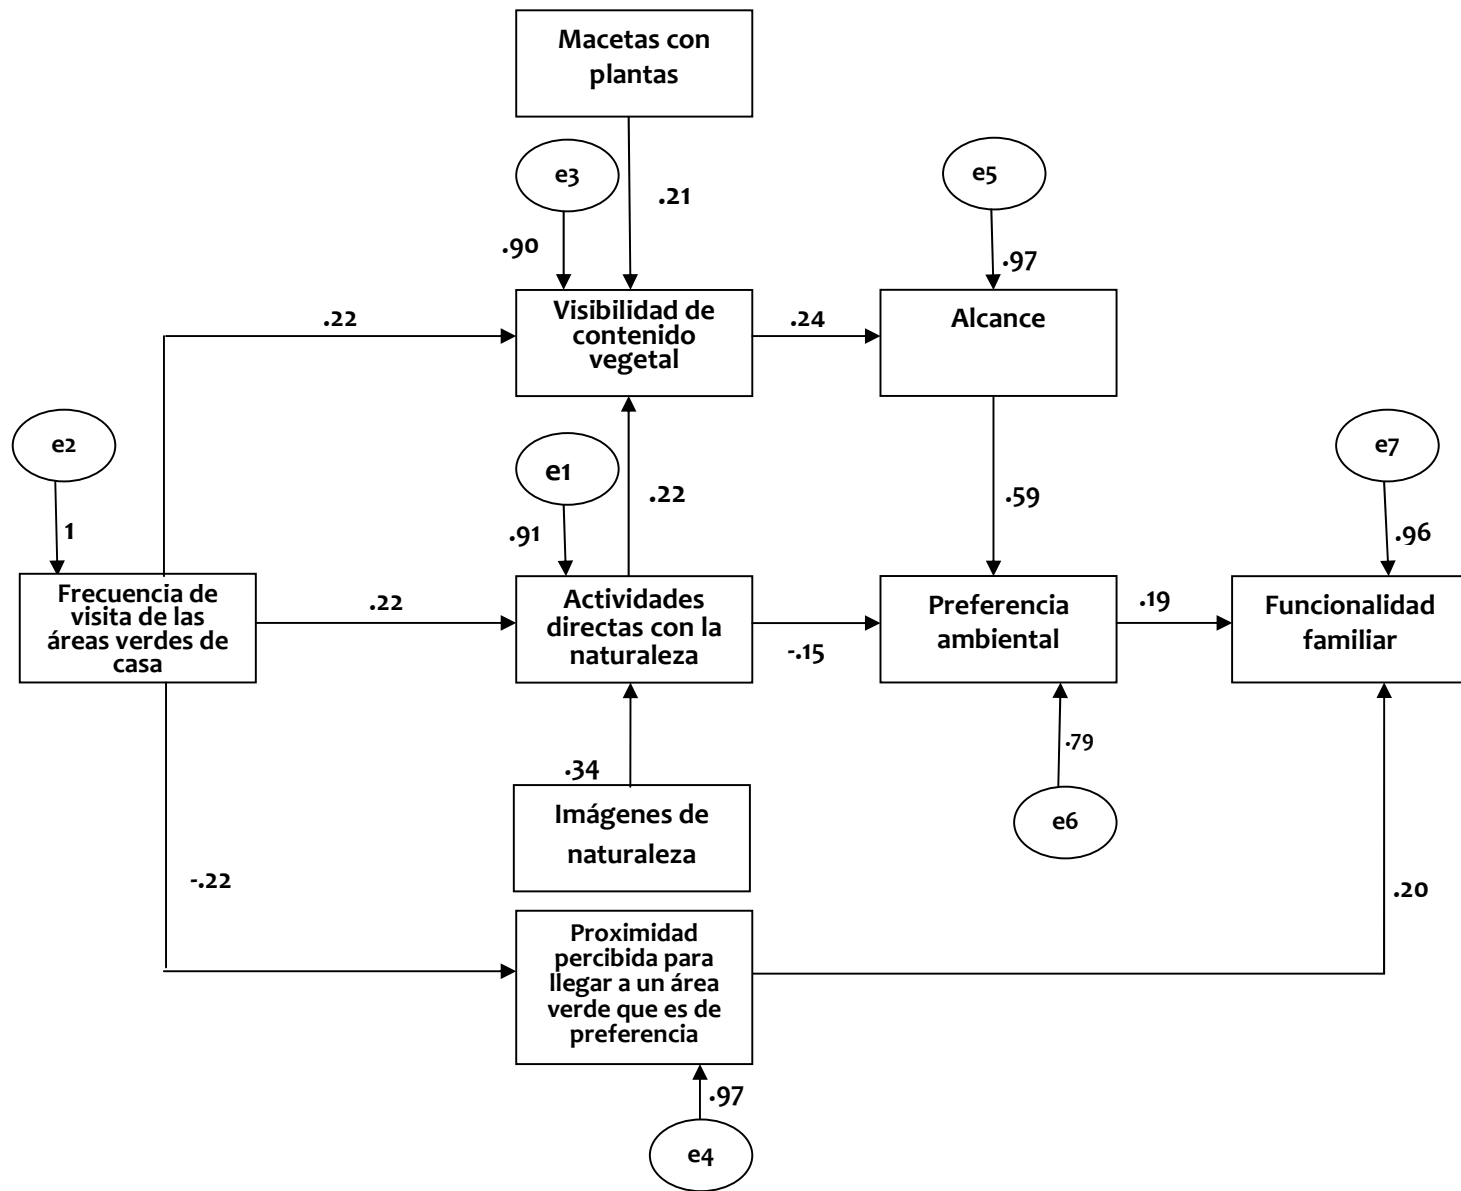 Macetas con
plantas
e3
e5
.21
.90
.97
Visibilidad de
contenido
vegetal
Alcance
.22
.24
e2
e1
e7
.22
.59
1
.91
.96
Frecuencia de
visita de las
áreas verdes de
casa
.22
Actividades
directas con la
naturaleza
-.15
Preferencia
ambiental
.19
Funcionalidad
familiar
.34
.79
Imágenes de
naturaleza
e6
-.22
.20
Proximidad
percibida para
llegar a un área
verde que es de
preferencia
.97
e4